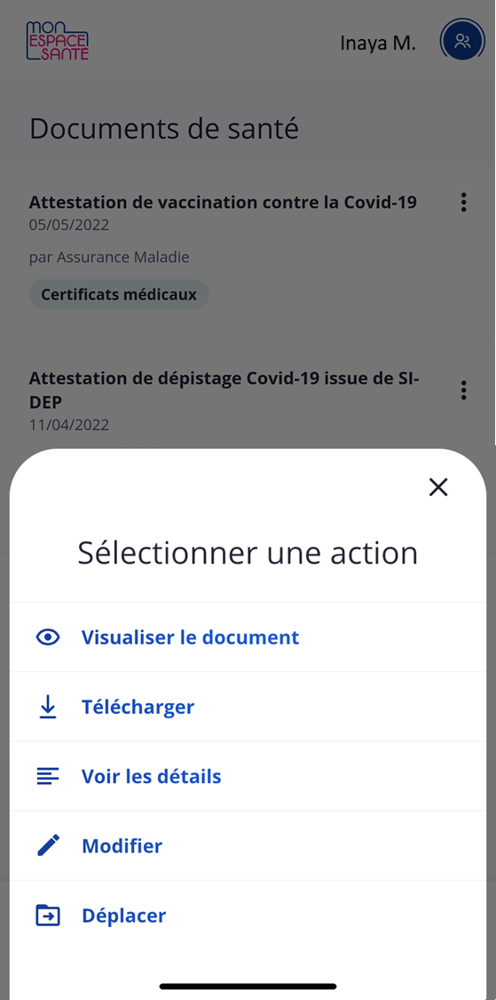 MON
ESPACE
SANTÉ
Inaya M.
Documents de santé
Attestation de vaccination contre la Covid-19
05/05/2022
par Assurance Maladie
Certificats médicaux
Attestation de dépistage Covid-19 issue de SI-
DEP
11/04/2022
Sélectionner une action
Visualiser le document
Télécharger
Voir les détails
Modifier
Déplacer